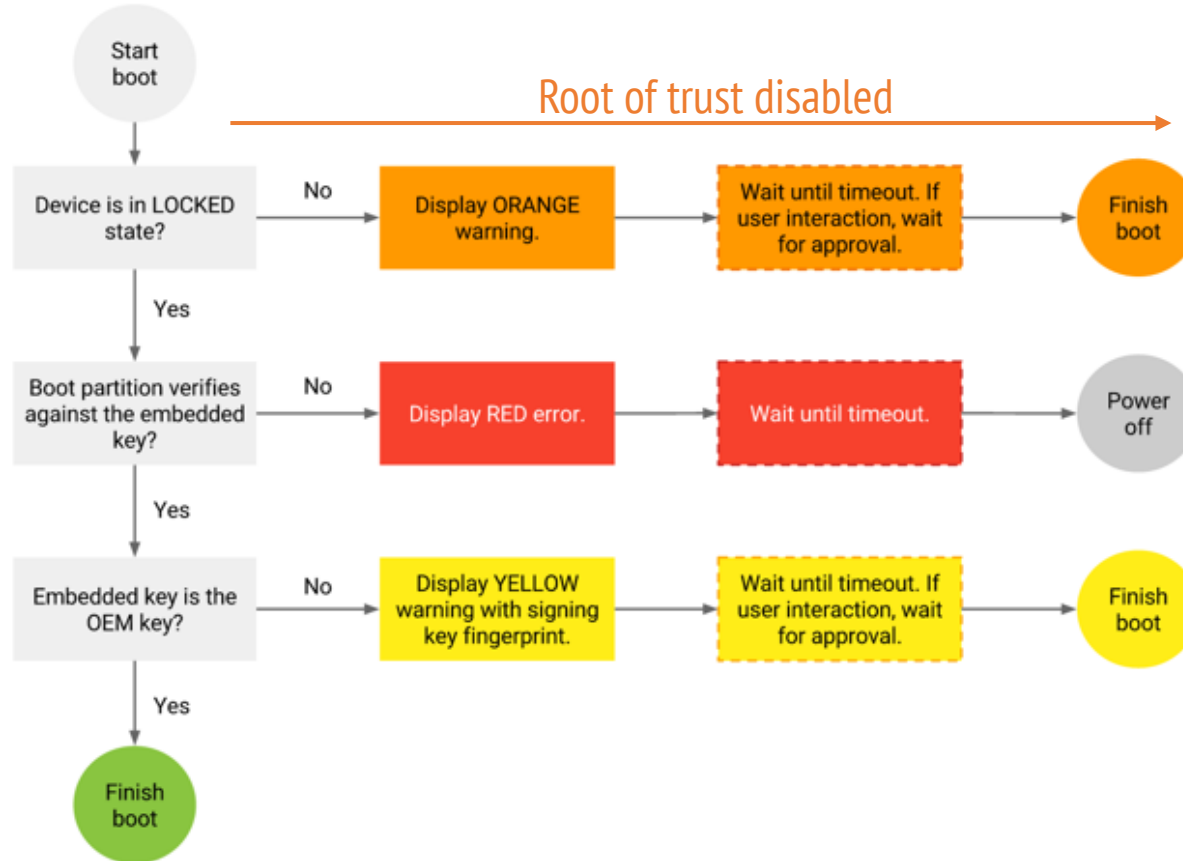 Start
boot
Root of trust disabled
Device is in LOCKED
state?
No
Display ORANGE
warning.
Wait until timeout. If
user interaction, wait
for approval.
Finish
boot
Yes
Boot partition verifies
against the embedded
key?
No
Display RED error.
Wait until timeout.
Power
off
Yes
Embedded key is the
OEM key?
No
Display YELLOW
warning with signing
key fingerprint.
Wait until timeout. If
user interaction, wait
for approval.
Finish
boot
Yes
Finish
boot